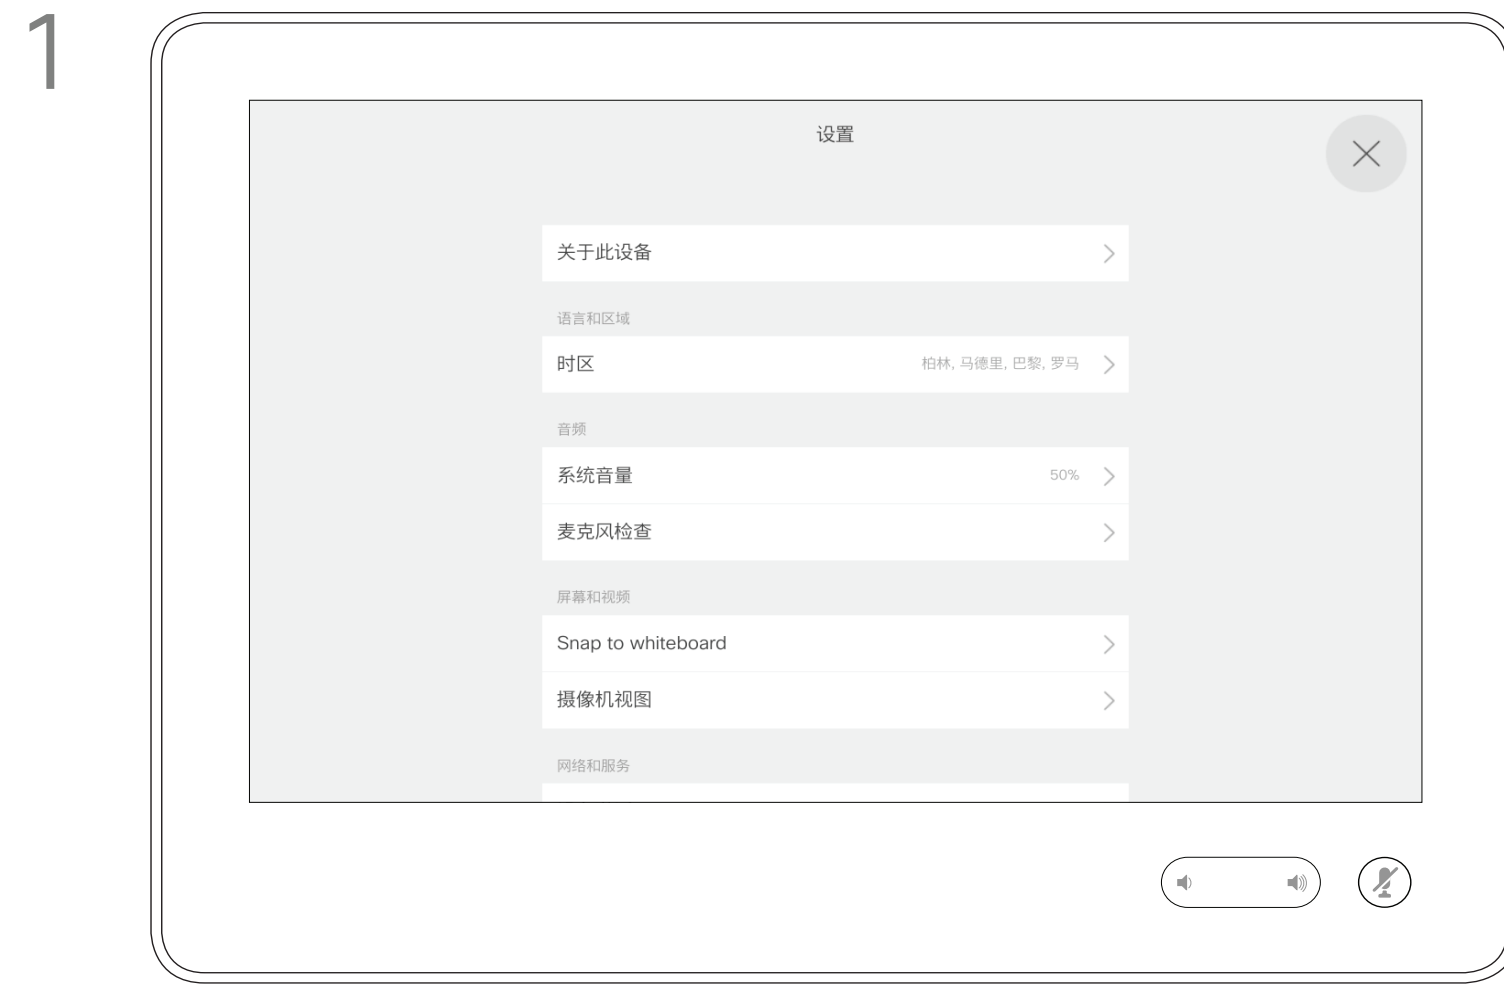 1
设置
关于此设备
语言和区域
时区 柏林, 马德里, 巴黎, 罗马
音频
系统音量 50%
麦克风检查
屏幕和视频
Snap to whiteboard
摄像机视图
网络和服务